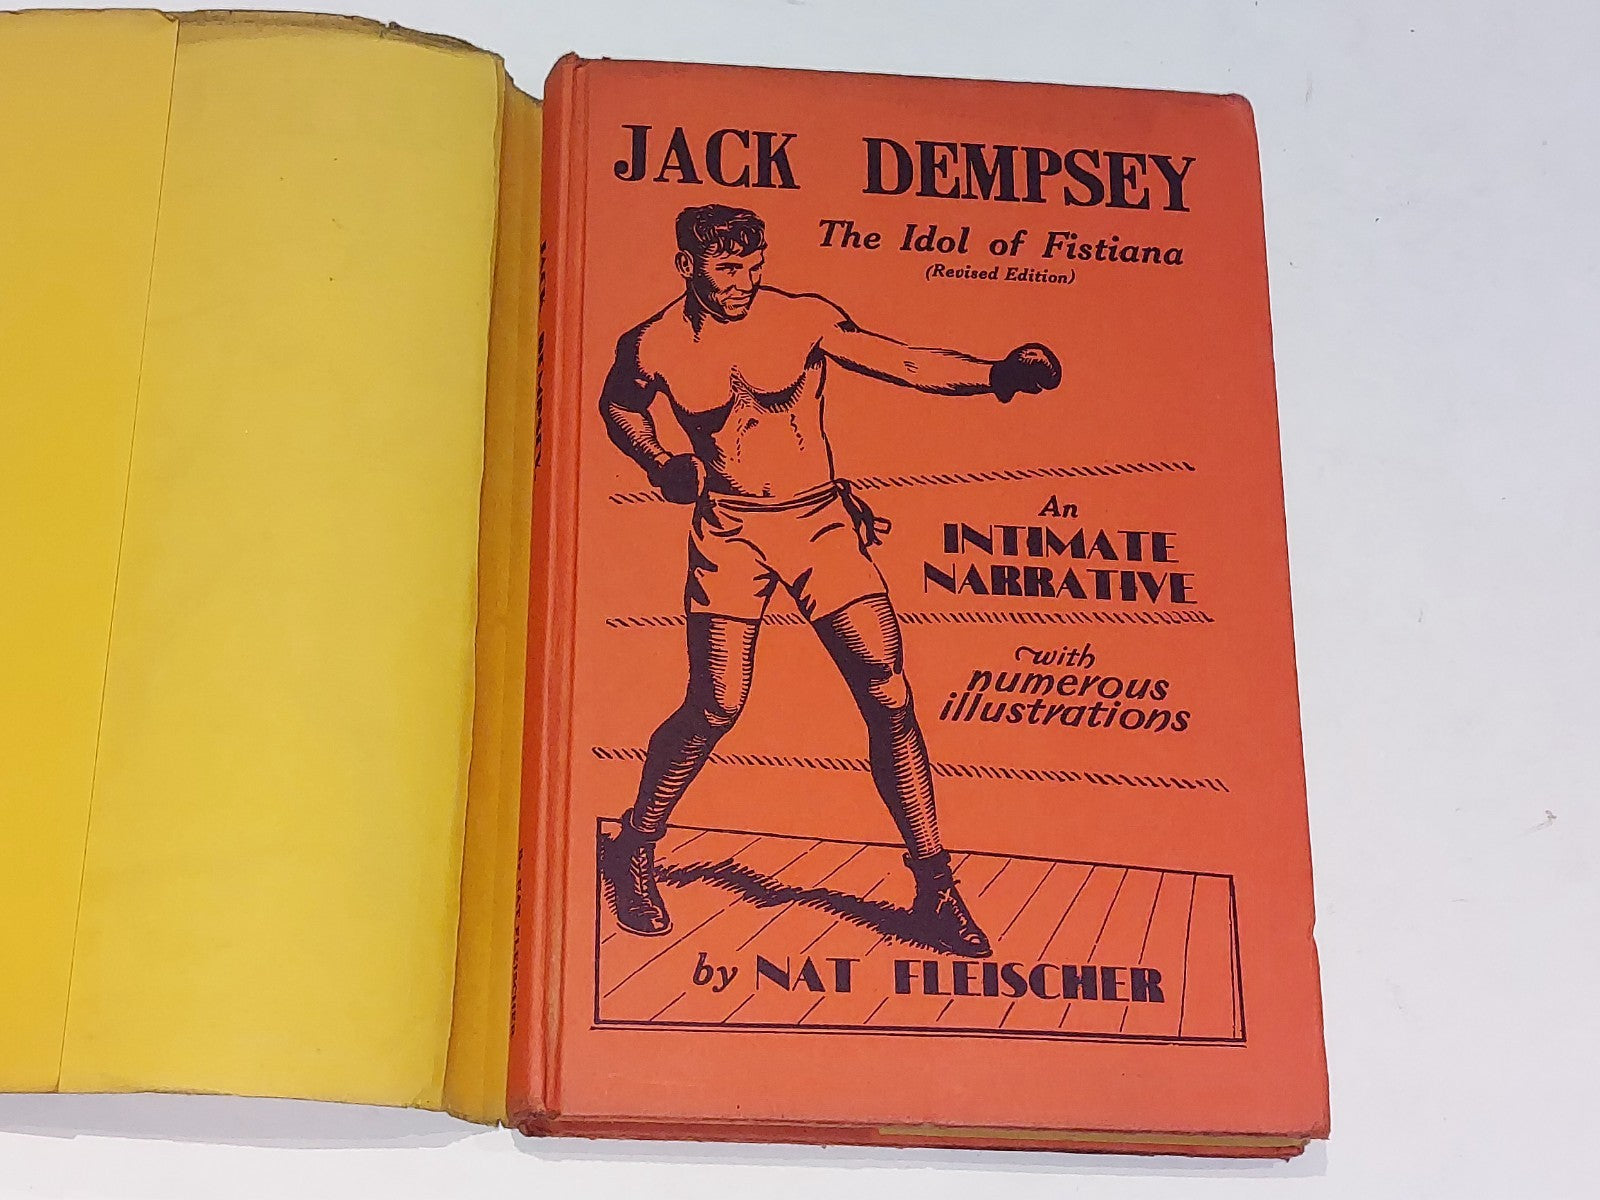 JACK DEMPSEY
The Idol of Fistiana
(Revised Edition)
An
INTIMATE
NARRATIVE
with
numerous
illustrations
by NAT FLEISCHER